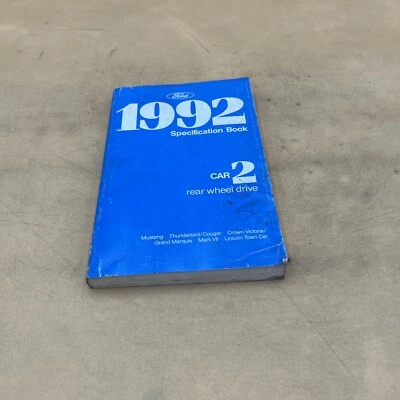 Ford
1992
Specification Book
CAR 2
rear wheel drive
Mustang Thunderbird/Cougar Crown Victoria/
Grand Marquis Mark VII Lincoln Town Car